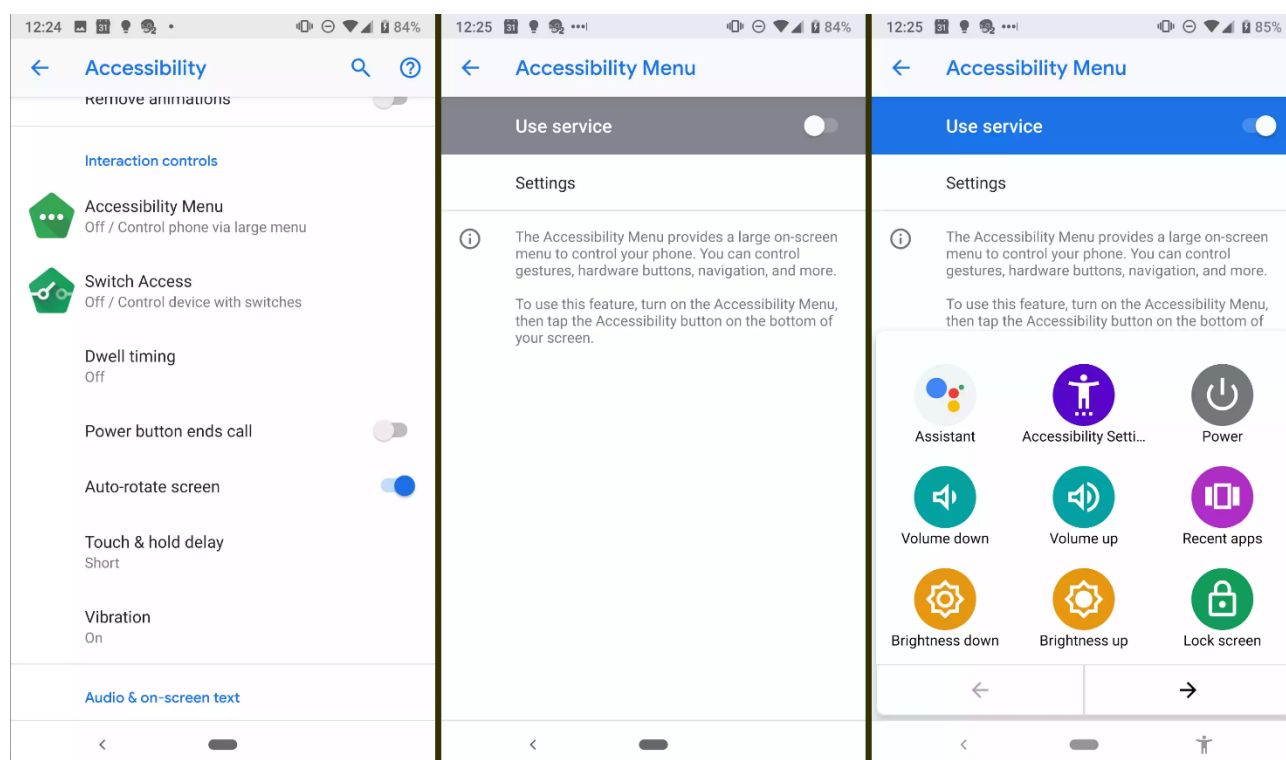 12:24 31 84%
Accessibility
Remove animations
Interaction controls
Accessibility Menu
Off / Control phone via large menu
Switch Access
Off / Control device with switches
Dwell timing
Off
Power button ends call
Auto-rotate screen
Touch & hold delay
Short
Vibration
On
Audio & on-screen text
12:25 31 84%
Accessibility Menu
Use service
Settings
The Accessibility Menu provides a large on-screen
menu to control your phone. You can control
gestures, hardware buttons, navigation, and more.
To use this feature, turn on the Accessibility Menu,
then tap the Accessibility button on the bottom of
your screen.
12:25 31 85%
Accessibility Menu
Use service
Settings
The Accessibility Menu provides a large on-screen
menu to control your phone. You can control
gestures, hardware buttons, navigation, and more.
To use this feature, turn on the Accessibility Menu,
then tap the Accessibility button on the bottom of
Assistant
Accessibility Setti...
Power
Volume down
Volume up
Recent apps
Brightness down
Brightness up
Lock screen